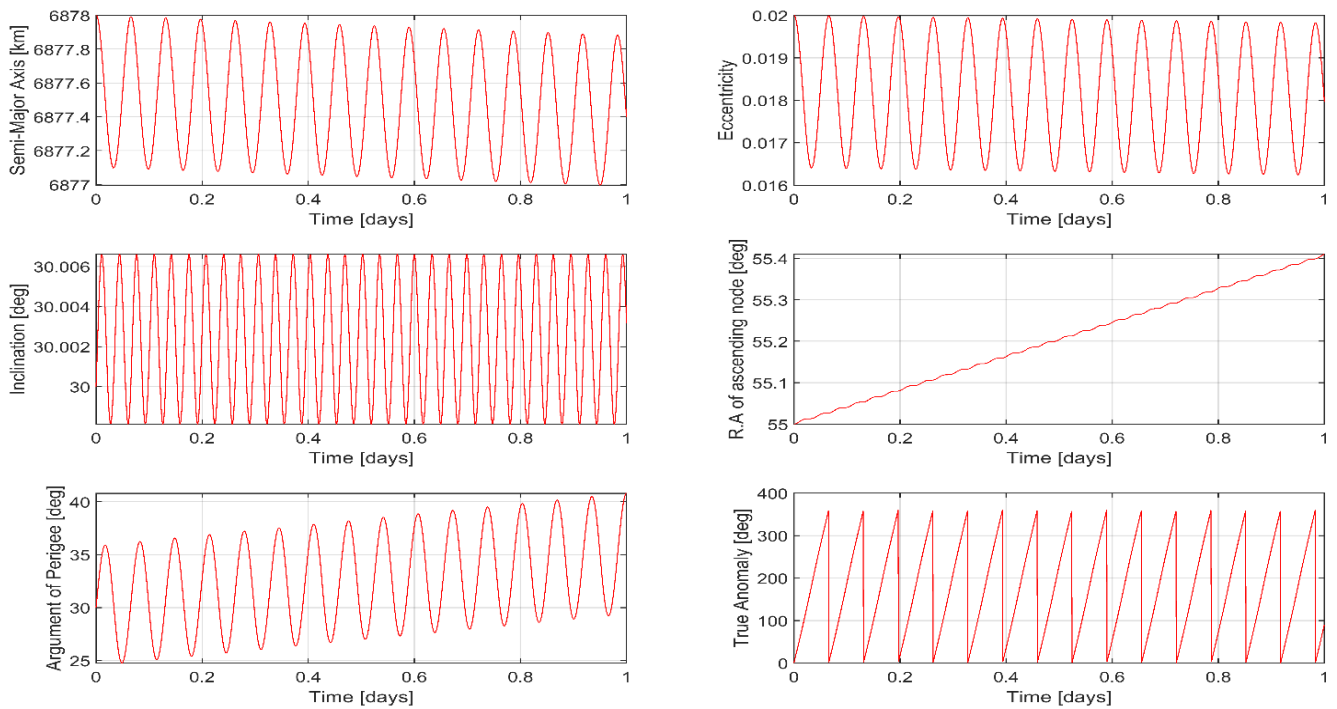 Semi-Major Axis [km]
6878
6877.8
6877.6
6877.4
6877.2
6877
0 0.2 0.4 0.6 0.8 1
Time [days]
Eccentricity
0.02
0.019
0.018
0.017
0.016
0 0.2 0.4 0.6 0.8 1
Time [days]
Inclination [deg]
30.006
30.004
30.002
30
0 0.2 0.4 0.6 0.8 1
Time [days]
R.A of ascending node [deg]
55.4
55.3
55.2
55.1
55
0 0.2 0.4 0.6 0.8 1
Time [days]
Argument of Perigee [deg]
40
35
30
25
0 0.2 0.4 0.6 0.8 1
Time [days]
True Anomaly [deg]
400
300
200
100
0
0 0.2 0.4 0.6 0.8 1
Time [days]